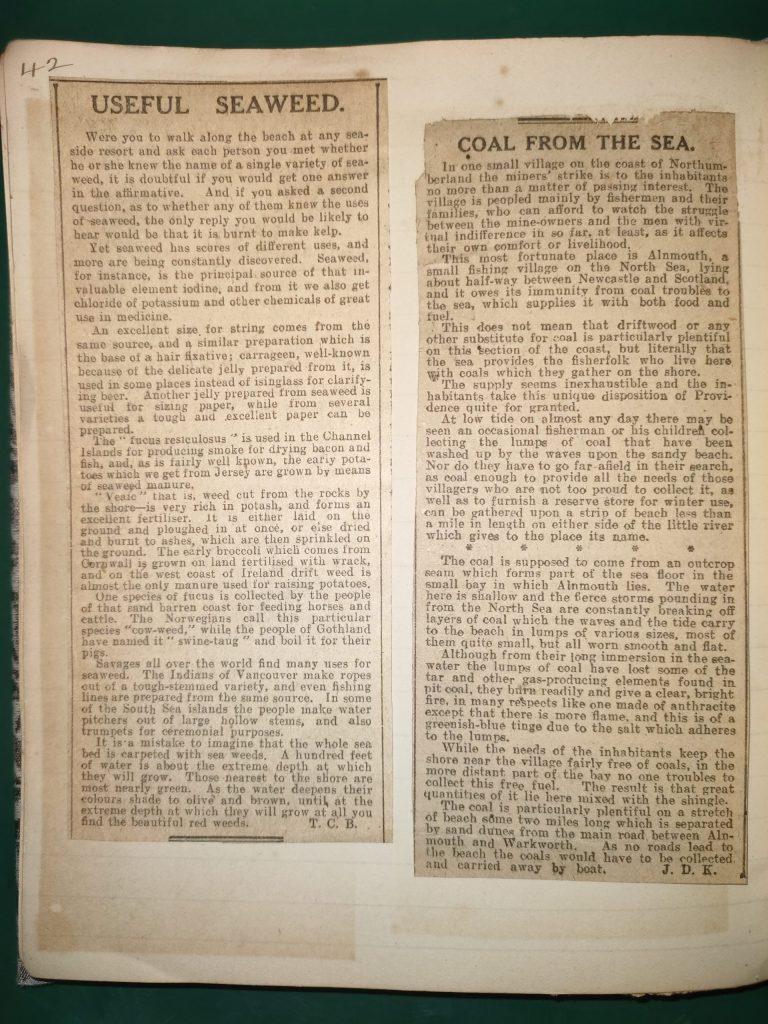 42
USEFUL SEAWEED.
Were you to walk along the beach at any sea-
side resort and ask each person you met whether
he or she knew the name of a single variety of sea-
weed, it is doubtful if you would get one answer
in the affirmative. And if you asked a second
question, as to whether any of them knew the uses
of seaweed, the only reply you would be likely to
hear would be that it is burnt to make kelp.
Yet seaweed has scores of different uses, and
more are being constantly discovered. Seaweed,
for instance, is the principal source of that in-
valuable element iodine, and from it we also get
chloride of potassium and other chemicals of great
use in medicine.
An excellent size for string comes from the
same source, and a similar preparation which is
the base of a hair fixative; carrageen, well-known
because of the delicate jelly prepared from it, is
used in some places instead of isinglass for clarify-
ing beer. Another jelly prepared from seaweed is
useful for sizing paper, while from several
varieties a tough and excellent paper can be
prepared.
The "fucus resiculosus" is used in the Channel
Islands for producing smoke for drying bacon and
fish, and, as is fairly well known, the early pota-
toes which we get from Jersey are grown by means
of seaweed manure.
that is, weed cut from the rocks by
the shore—is very rich in potash, and forms an
excellent fertiliser. It is either laid on the
ground and ploughed in at once, or else dried
and burnt to ashes, which are then sprinkled on
the ground. The early broccoli which comes from
Cornwall is grown on land fertilised with wrack,
and on the west coast of Ireland drift weed is
almost the only manure used for raising potatoes.
One species of fucus is collected by the people
of that sand barren coast for feeding horses and
cattle. The Norwegians call this particular
species "cow-weed," while the people of Gothland
have named it "swine-tang" and boil it for their
pigs.
Savages all over the world find many uses for
seaweed. The Indians of Vancouver make ropes
out of a tough-stemmed variety, and even fishing
lines are prepared from the same source. In some
of the South Sea islands the people make water
pitchers out of large hollow stems, and also
trumpets for ceremonial purposes.
It is a mistake to imagine that the whole sea
bed is carpeted with sea weeds. A hundred feet
of water is about the extreme depth at which
they will grow. Those nearest to the shore are
most nearly green. As the water deepens their
colours shade to olive and brown, until at the
extreme depth at which they will grow at all you
find the beautiful red weeds. T. C. B.
COAL FROM THE SEA.
In one small village on the coast of Northum-
berland the miners' strike is to the inhabitants
no more than a matter of passing interest. The
village is peopled mainly by fishermen and their
families, who can afford to watch the struggle
between the mine-owners and the men with vir-
tual indifference in so far, at least, as it affects
their own comfort or livelihood.
This most fortunate place is Alnmouth, a
small fishing village on the North Sea, lying
about half-way between Newcastle and Scotland,
and it owes its immunity from coal troubles to
the sea, which supplies it with both food and
fuel.
This does not mean that driftwood or any
other substitute for coal is particularly plentiful
on this section of the coast, but literally that
the sea provides the fisherfolk who live here
with coals which they gather on the shore.
The supply seems inexhaustible and the in-
habitants take this unique disposition of Provi-
dence quite for granted.
At low tide on almost any day there may be
seen an occasional fisherman or his children col-
lecting the lumps of coal that have been
washed up by the waves upon the sandy beach.
Nor do they have to go far afield in their search,
as coal enough to provide all the needs of those
villagers who are not too proud to collect it, as
well as to furnish a reserve store for winter use,
can be gathered upon a strip of beach less than
a mile in length on either side of the little river
which gives to the place its name.
* * * * *
The coal is supposed to come from an outcrop
seam which forms part of the sea floor in the
small bay in which Alnmouth lies. The water
here is shallow and the fierce storms pounding in
from the North Sea are constantly breaking off
layers of coal which the waves and the tide carry
to the beach in lumps of various sizes, most of
them quite small, but all worn smooth and flat.
Although from their long immersion in the sea-
water the lumps of coal have lost some of the
tar and other gas-producing elements found in
pit coal, they burn readily and give a clear, bright
fire, in many respects like one made of anthracite
except that there is more flame, and this is of a
greenish-blue tinge due to the salt which adheres
to the lumps.
While the needs of the inhabitants keep the
shore near the village fairly free of coals, in the
more distant part of the bay no one troubles to
collect this free fuel. The result is that great
quantities of it lie here mixed with the shingle.
The coal is particularly plentiful on a stretch
of beach some two miles long which is separated
by sand dunes from the main road between Aln-
mouth and Warkworth. As no roads lead to
the beach the coals would have to be collected
and carried away by boat. J. D. K.